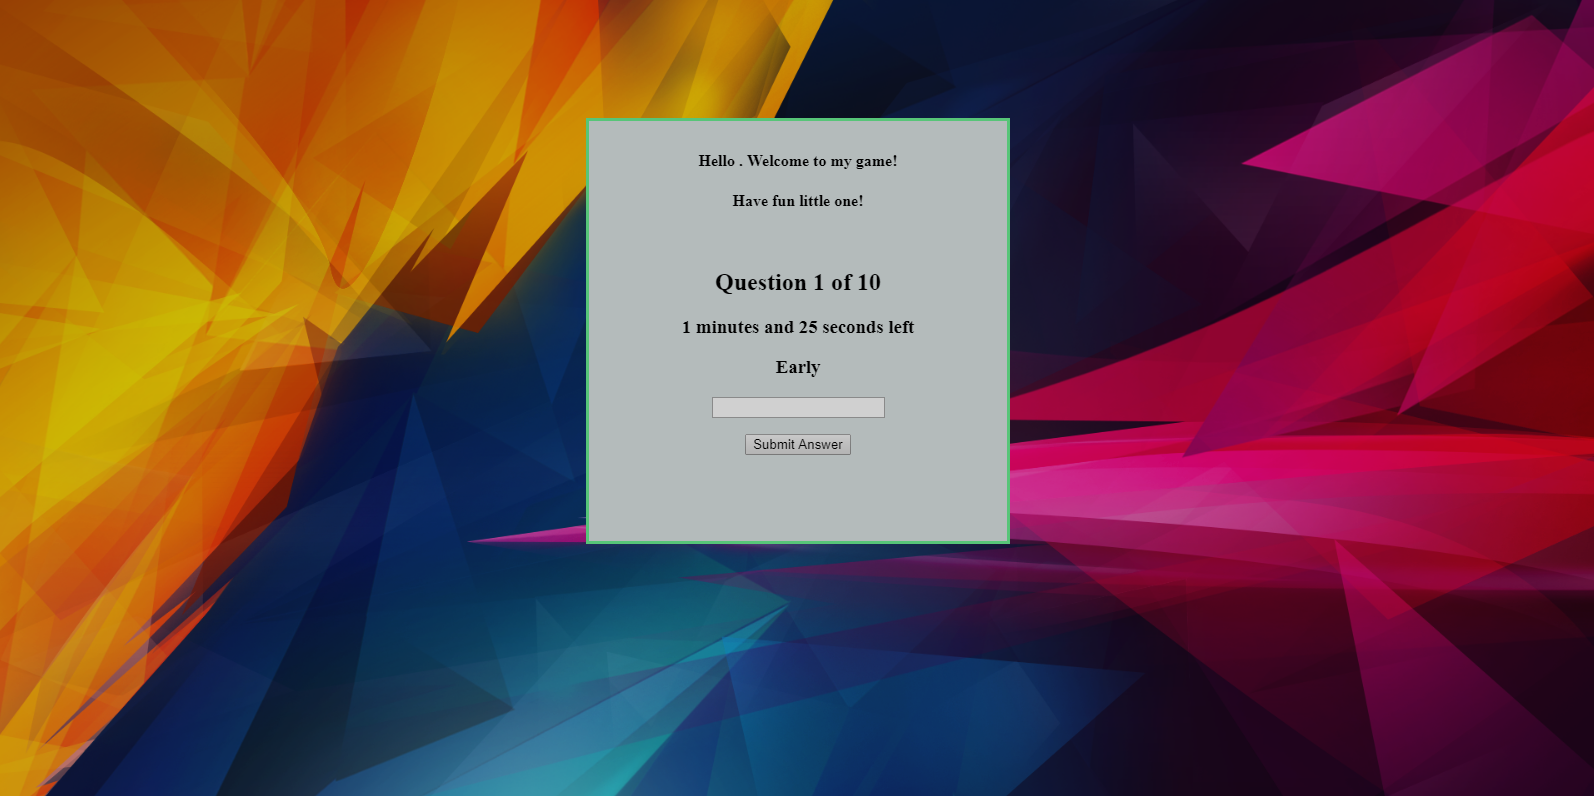 Hello . Welcome to my game!
Have fun little one!
Question 1 of 10
1 minutes and 25 seconds left
Early
Submit Answer